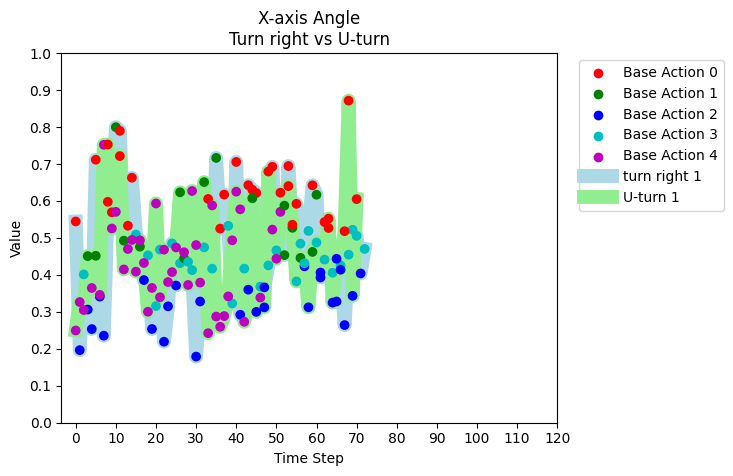 X-axis Angle
Turn right vs U-turn
1.0
0.9
0.8
0.7
0.6
0.5
0.4
0.3
0.2
0.1
0.0
Value
0 10 20 30 40 50 60 70 80 90 100 110 120
Time Step
Base Action 0
Base Action 1
Base Action 2
Base Action 3
Base Action 4
turn right 1
U-turn 1